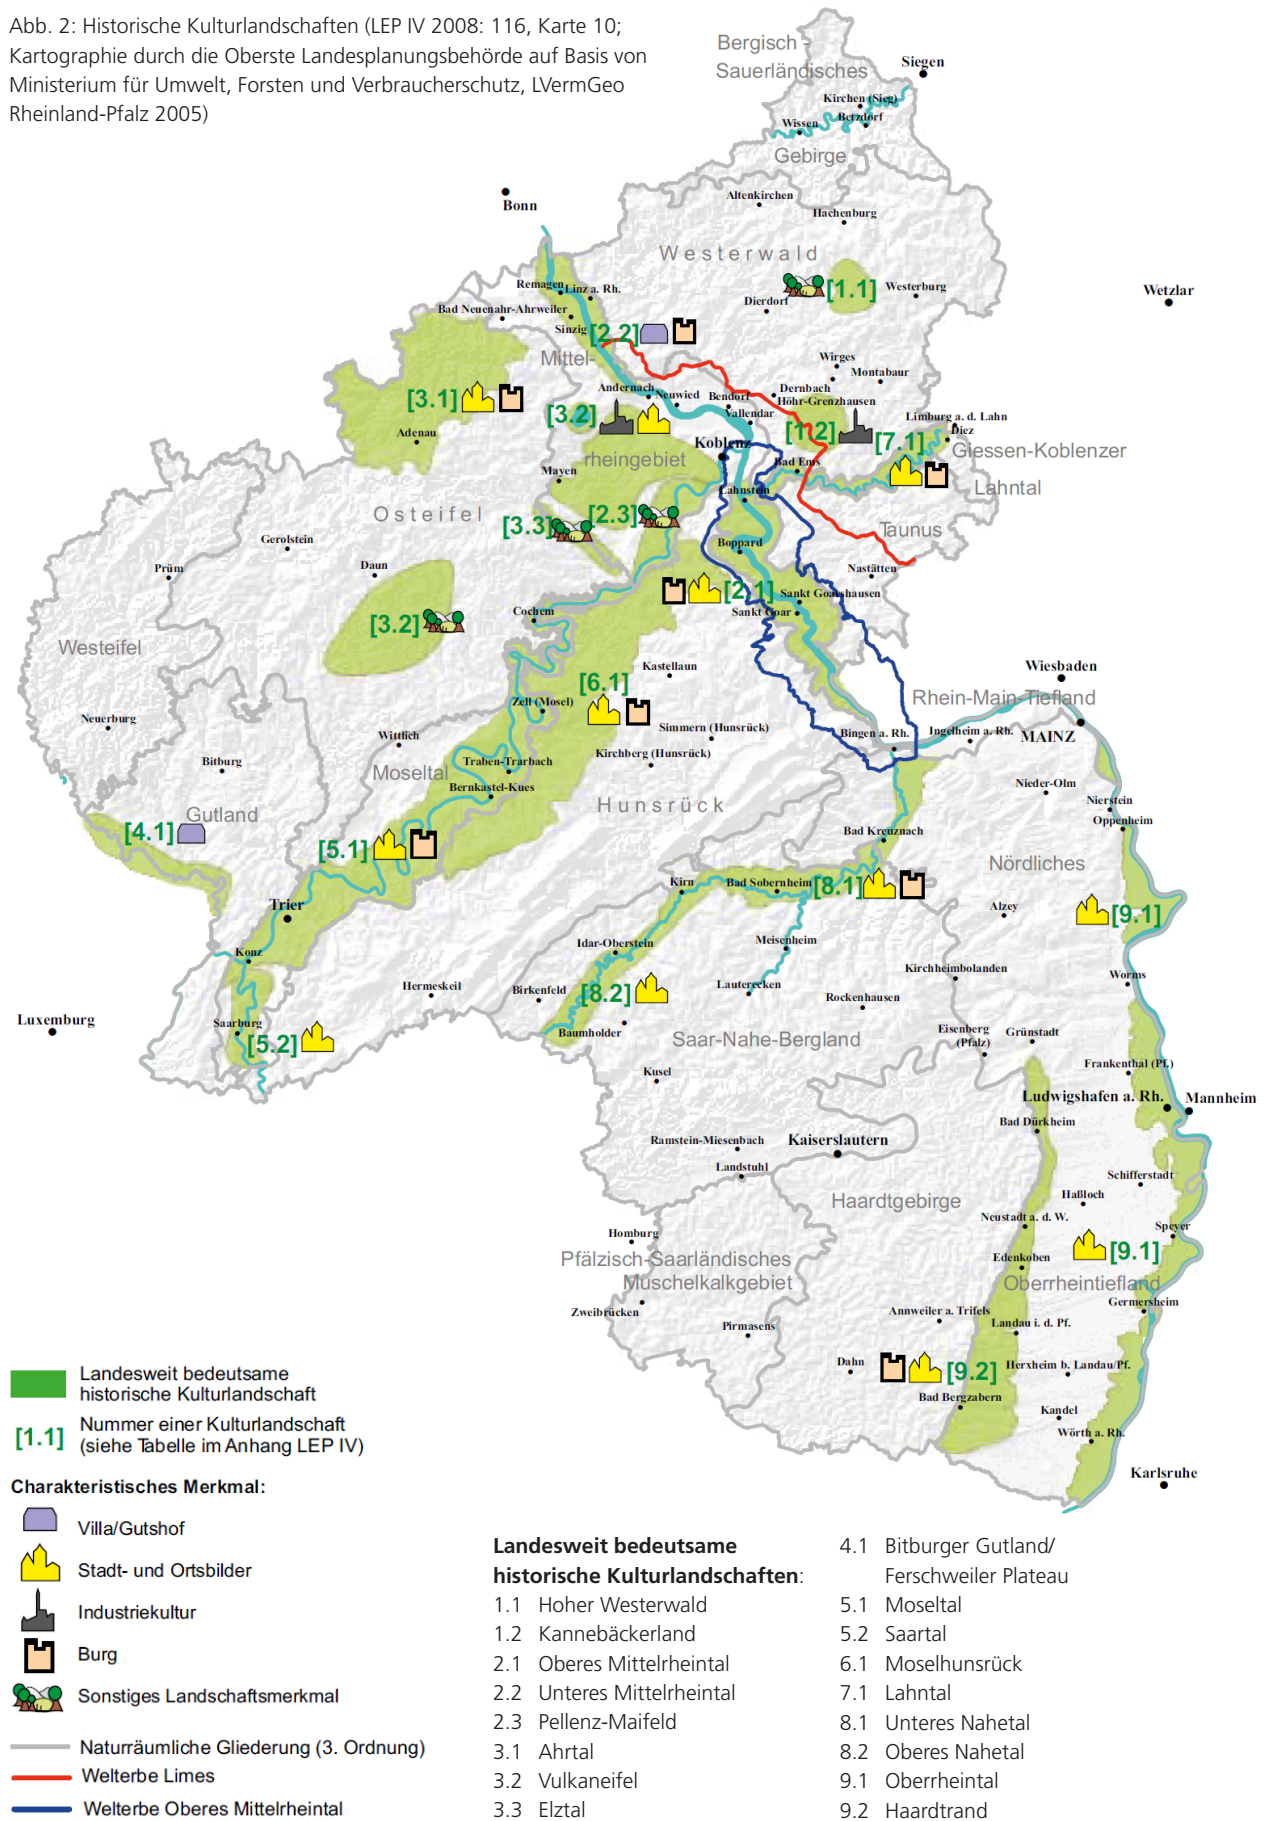 Abb. 2: Historische Kulturlandschaften (LEP IV 2008: 116, Karte 10;
Kartographie durch die Oberste Landesplanungsbehörde auf Basis von
Ministerium für Umwelt, Forsten und Verbraucherschutz, LVermGeo
Rheinland-Pfalz 2005)
Bergisch -
Sauerländisches
Siegen
Kirchen (Sieg)
Wissen
Betzdorf
Gebirge
Bonn
Altenkirchen
Hachenburg
Westerwald
Remagen
Linz a. Rh.
[1.1]
Westerburg
Wetzlar
Dierdorf
Bad Neuenahr-Ahrweiler
Sinzig
[2.2]
Mittel-
Wirges
Montabaur
[3.1]
Andernach
Neuwied
Bendorf
Dernbach
Höhr-Grenzhausen
Vallendar
[3.2]
Limburg a. d. Lahn
Diez
[1.2]
[7.1]
Adenau
Koblenz
Giessen-Koblenzer
rheingebiet
Bad Ems
Mayen
Lahntal
Lahnstein
Osteifel
[3.3]
[2.3]
Taunus
Gerolstein
Boppard
Prüm
Daun
Nastätten
[2.1]
Sankt Goarshausen
Cochem
Sankt Goar
[3.2]
Westeifel
Kastellaun
Wiesbaden
[6.1]
Rhein-Main-Tiefland
Zell (Mosel)
Neuerburg
Simmern (Hunsrück)
Bingen a. Rh.
Ingelheim a. Rh.
MAINZ
Wittlich
Kirchberg (Hunsrück)
Bitburg
Traben-Trarbach
Moseltal
Bernkastel-Kues
Nieder-Olm
Hunsrück
Nierstein
Gutland
Oppenheim
[4.1]
Bad Kreuznach
[5.1]
Nördliches
Kirn
Bad Sobernheim
[8.1]
Trier
Alzey
[9.1]
Idar-Oberstein
Meisenheim
Konz
Kirchheimbolanden
Worms
Hermeskeil
Birkenfeld
[8.2]
Lauterecken
Rockenhausen
Luxemburg
Saarburg
Baumholder
Eisenberg
(Pfalz)
Grünstadt
[5.2]
Saar-Nahe-Bergland
Frankenthal (Pf.)
Kusel
Ludwigshafen a. Rh.
Mannheim
Bad Dürkheim
Ramstein-Miesenbach
Kaiserslautern
Landstuhl
Schifferstadt
Haardtgebirge
Haßloch
Neustadt a. d. W.
Speyer
Homburg
Pfälzisch-Saarländisches
Muschelkalkgebiet
Edenkoben
[9.1]
Oberrheintiefland
Zweibrücken
Annweiler a. Trifels
Germersheim
Pirmasens
Landau i. d. Pf.
Dahn
[9.2]
Herxheim b. Landau/Pf.
Bad Bergzabern
Kandel
Wörth a. Rh.
Karlsruhe
Landesweit bedeutsame
historische Kulturlandschaft
[1.1]
Nummer einer Kulturlandschaft
(siehe Tabelle im Anhang LEP IV)
Charakteristisches Merkmal:
Villa/Gutshof
Stadt- und Ortsbilder
Industriekultur
Burg
Sonstiges Landschaftsmerkmal
Naturräumliche Gliederung (3. Ordnung)
Welterbe Limes
Welterbe Oberes Mittelrheintal
Landesweit bedeutsame
historische Kulturlandschaften:
1.1 Hoher Westerwald
1.2 Kannebäckerland
2.1 Oberes Mittelrheintal
2.2 Unteres Mittelrheintal
2.3 Pellenz-Maifeld
3.1 Ahrtal
3.2 Vulkaneifel
3.3 Elztal
4.1 Bitburger Gutland/
Ferschweiler Plateau
5.1 Moseltal
5.2 Saartal
6.1 Moselhunsrück
7.1 Lahntal
8.1 Unteres Nahetal
8.2 Oberes Nahetal
9.1 Oberrheintal
9.2 Haardtrand